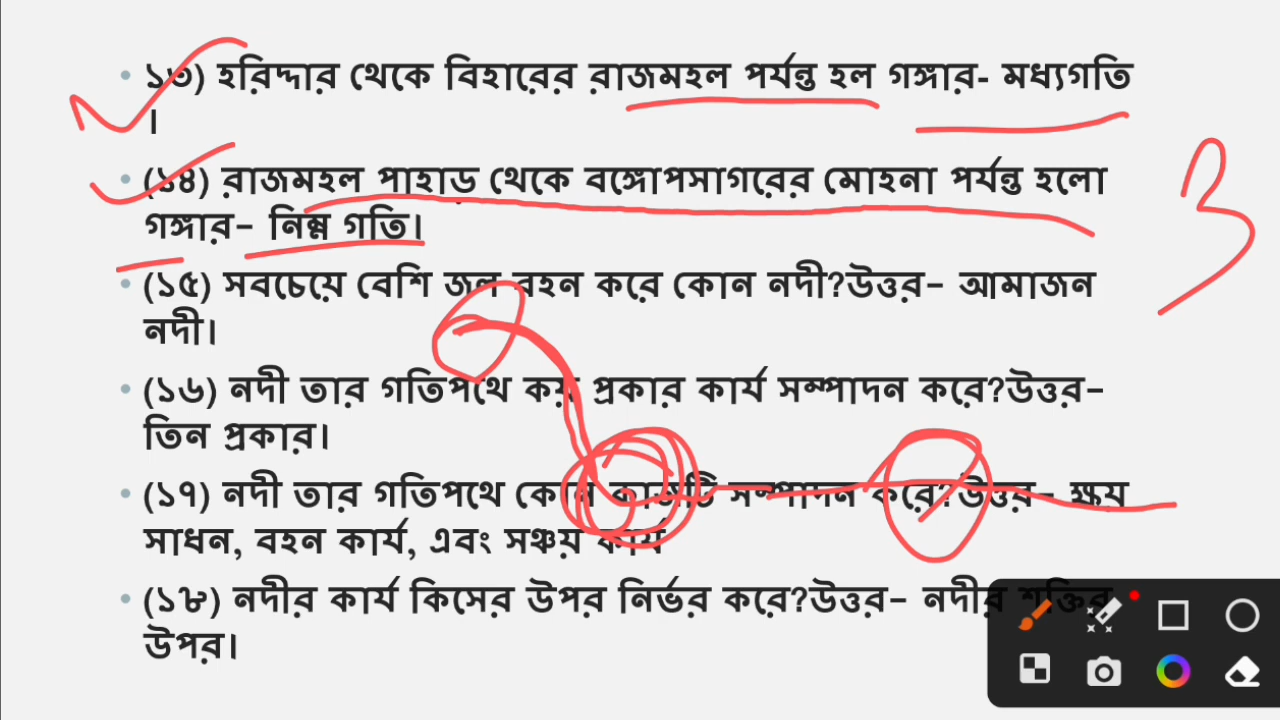 ১৩) হরিদ্দার থেকে বিহারের রাজমহল পর্যন্ত হল গঙ্গার- মধ্যগতি
।
(১৪) রাজমহল পাহাড় থেকে বঙ্গোপসাগরের মোহনা পর্যন্ত হলো
গঙ্গার– নিম্ন গতি।
3
(১৫) সবচেয়ে বেশি জল বহন করে কোন নদী?উত্তর– আমাজন
নদী।
(১৬) নদী তার গতিপথে কয় প্রকার কার্য সম্পাদন করে?উত্তর–
তিন প্রকার।
(১৭) নদী তার গতিপথে কোন কাজটি সম্পাদন করে?উত্তর– ক্ষয়
সাধন, বহন কার্য, এবং সঞ্চয় কার্য
(১৮) নদীর কার্য কিসের উপর নির্ভর করে?উত্তর– নদীর শক্তির
উপর।